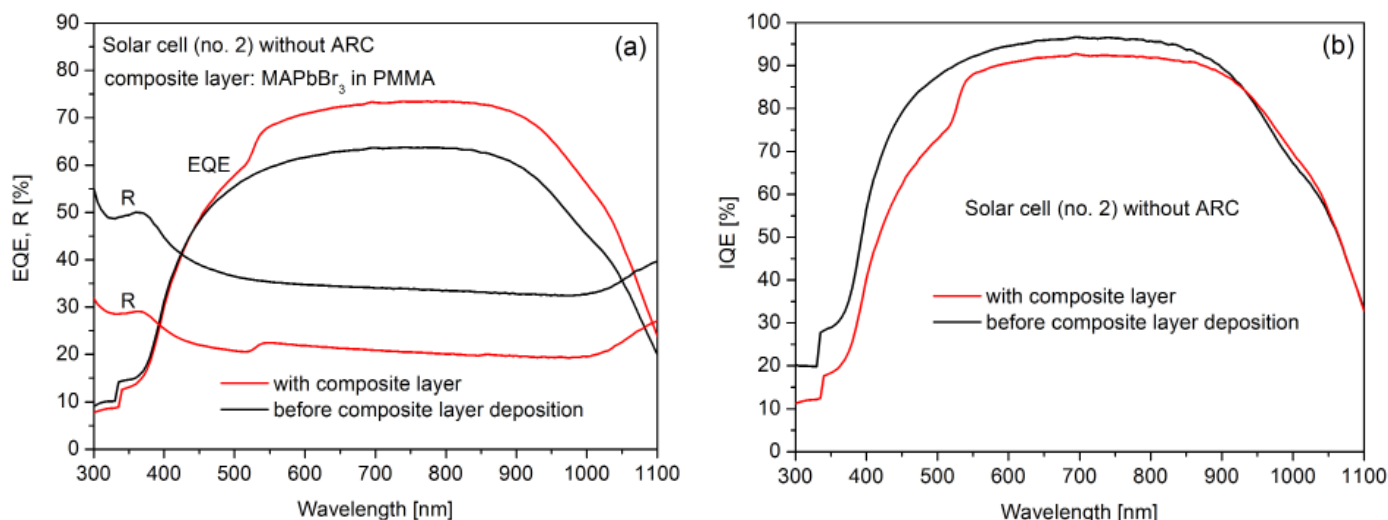 (a)
Solar cell (no. 2) without ARC
composite layer: MAPbBr₃ in PMMA
EQE
R
R
with composite layer
before composite layer deposition
EQE, R [%]
90
80
70
60
50
40
30
20
10
0
300 400 500 600 700 800 900 1000 1100
Wavelength [nm]
(b)
Solar cell (no. 2) without ARC
with composite layer
before composite layer deposition
IQE [%]
100
90
80
70
60
50
40
30
20
10
0
300 400 500 600 700 800 900 1000 1100
Wavelength [nm]